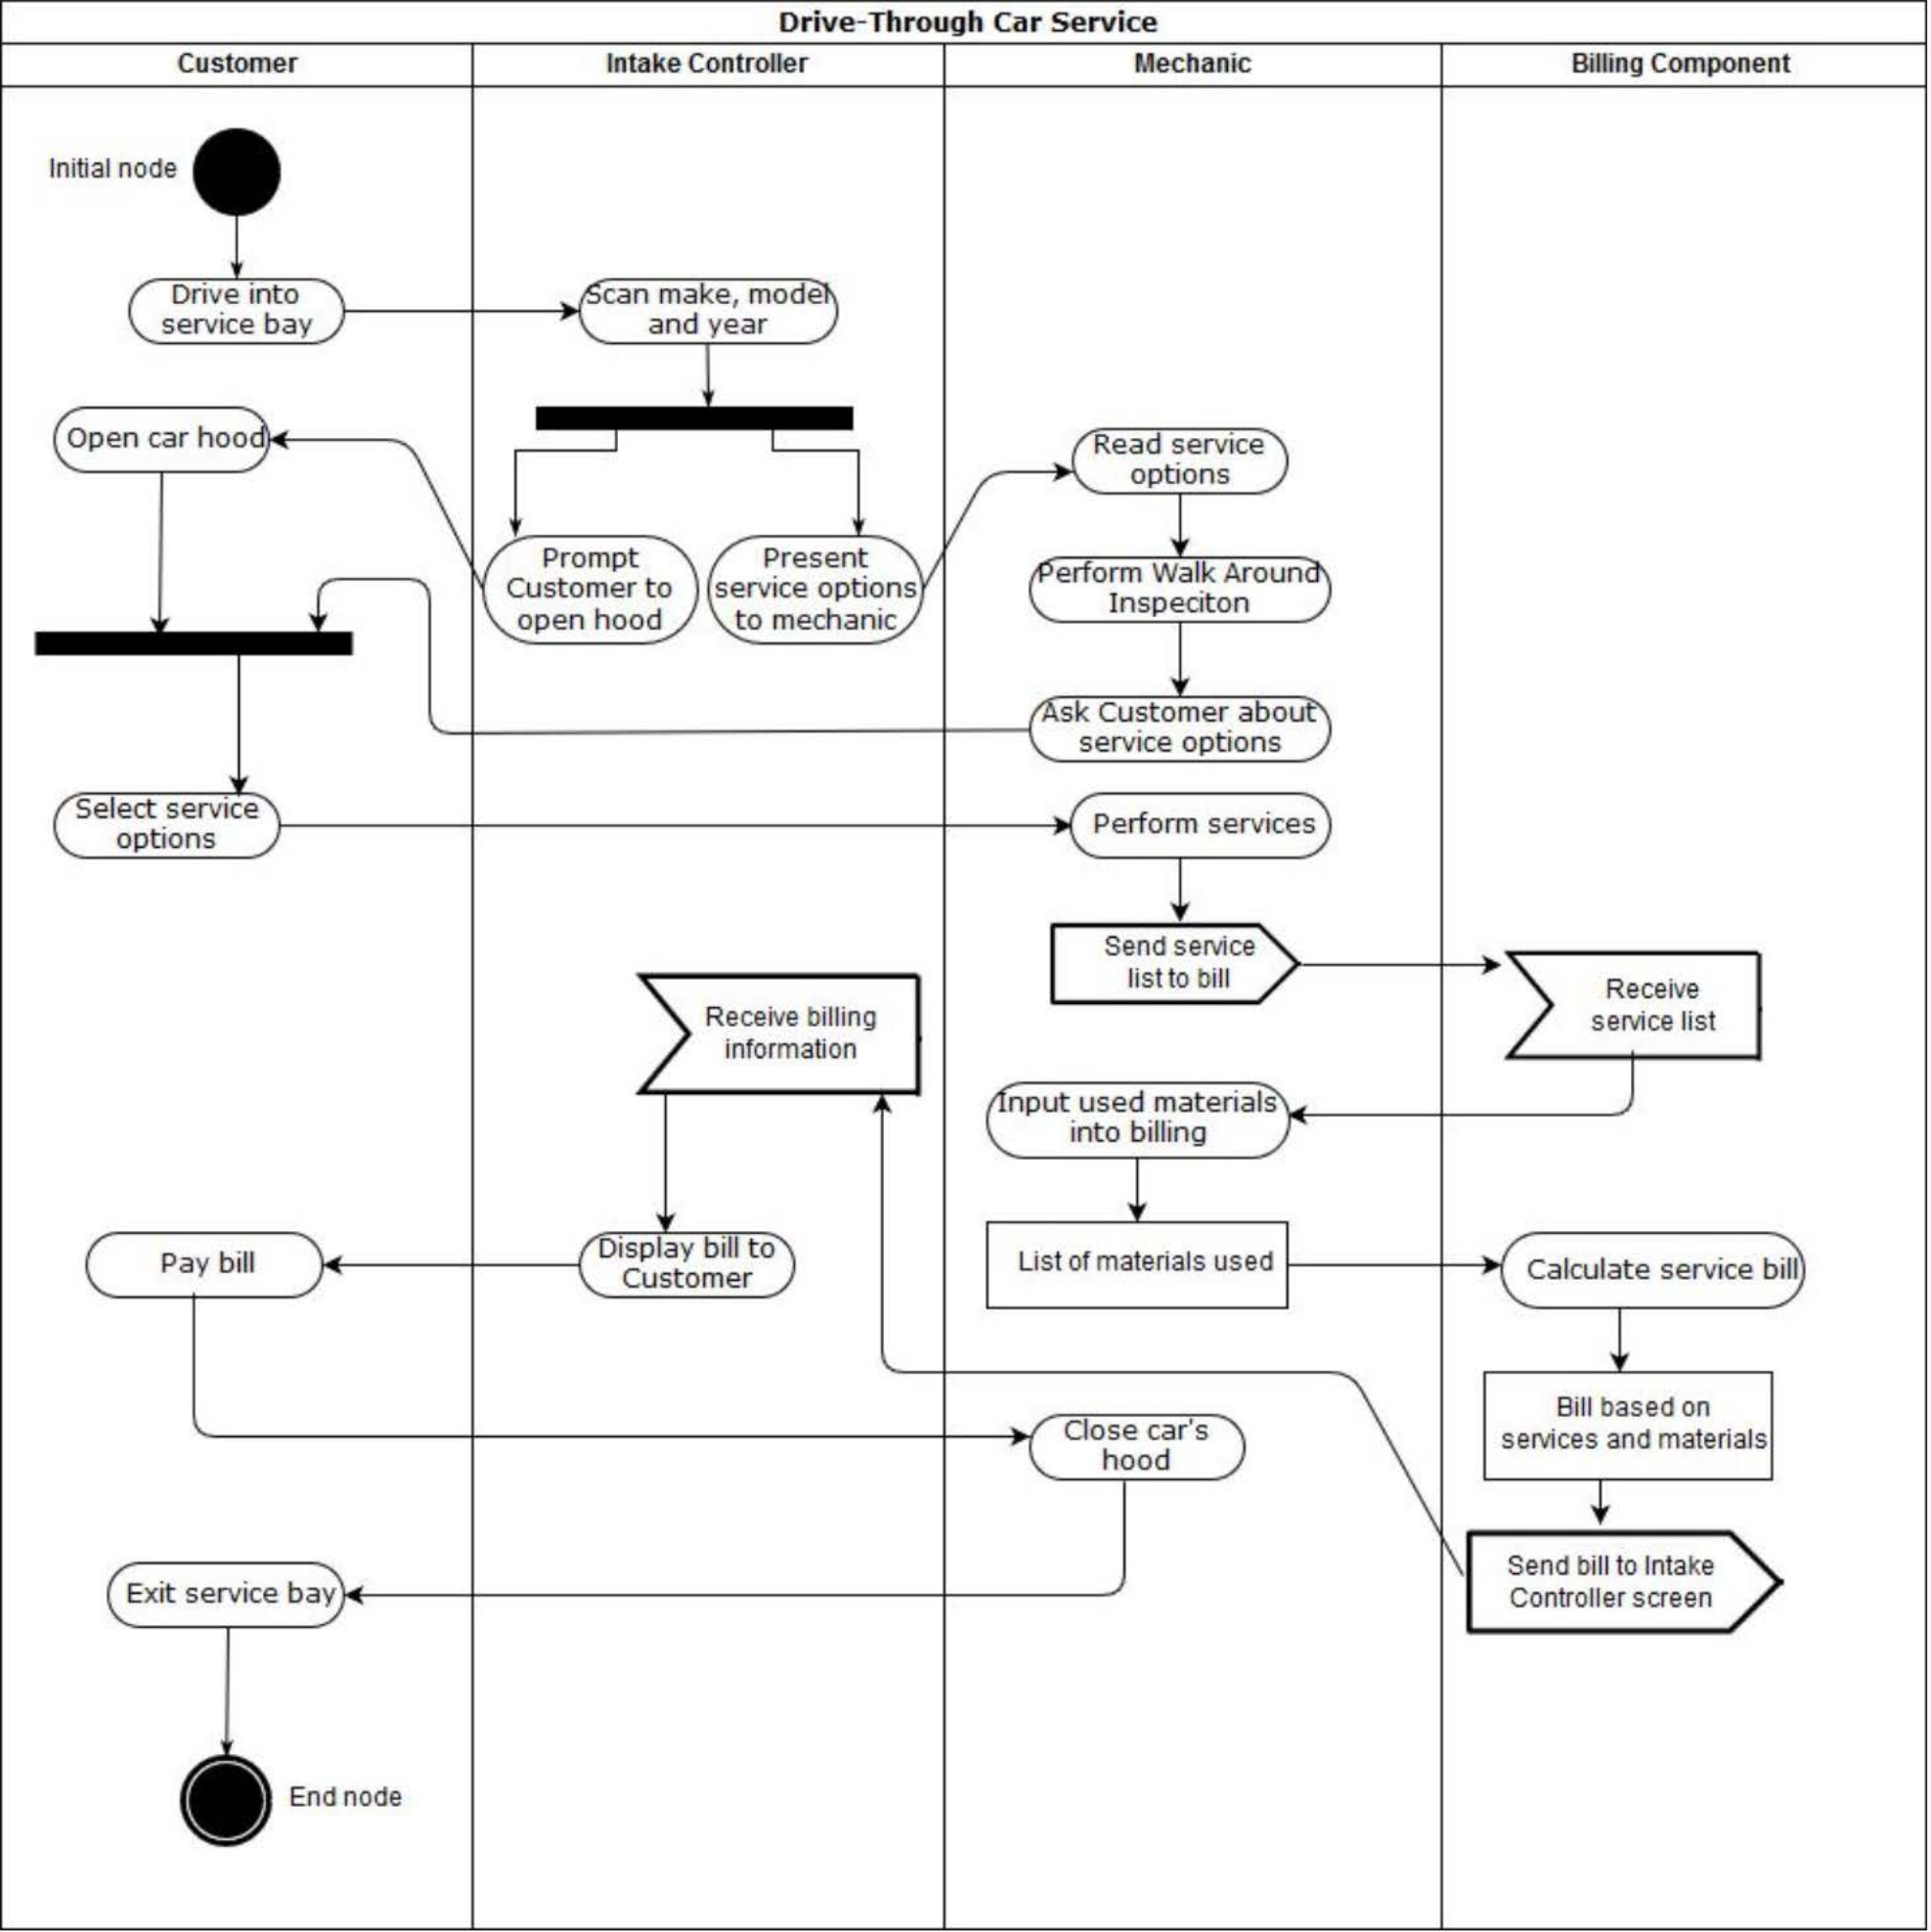 Drive-Through Car Service
Customer
Intake Controller
Mechanic
Billing Component
Initial node
Drive into
service bay
Scan make, model
and year
Open car hood
Read service
options
Prompt
Customer to
open hood
Present
service options
to mechanic
Perform Walk Around
Inspeciton
Ask Customer about
service options
Select service
options
Perform services
Send service
list to bill
Receive
service list
Receive billing
information
Input used materials
into billing
Pay bill
Display bill to
Customer
List of materials used
Calculate service bill
Bill based on
services and materials
Close car's
hood
Exit service bay
Send bill to Intake
Controller screen
End node